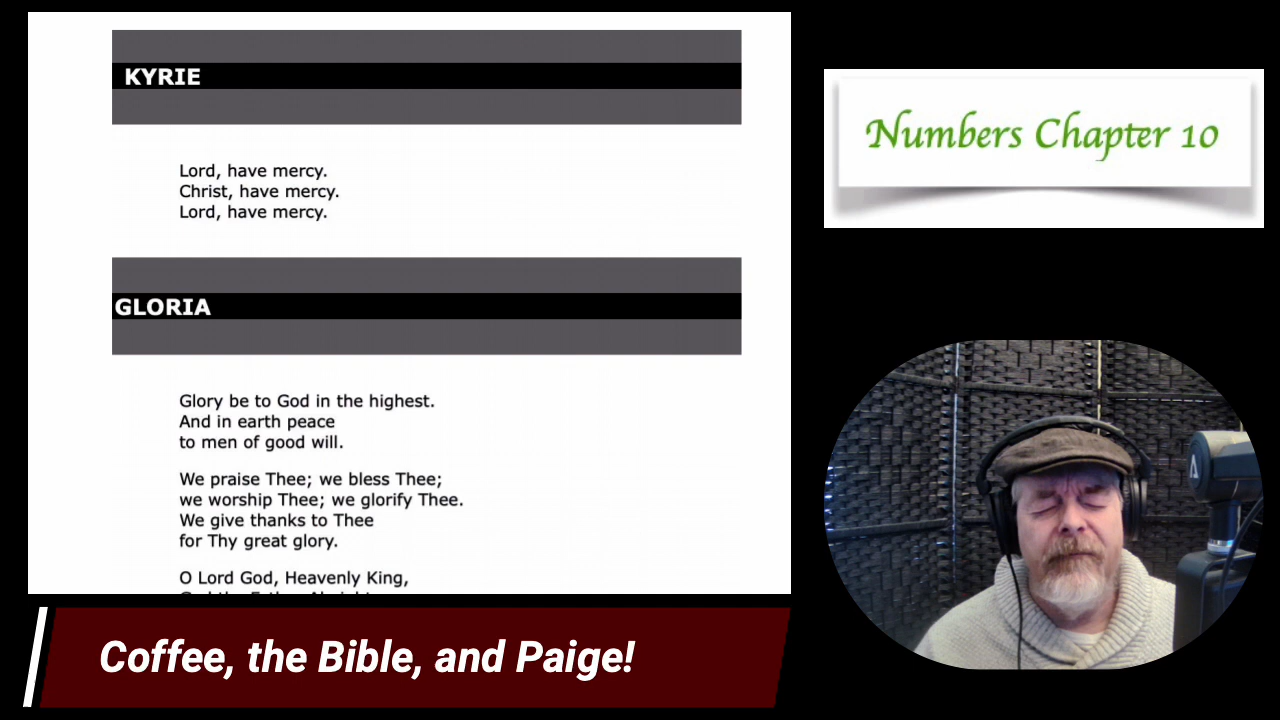 KYRIE
Lord, have mercy.
Christ, have mercy.
Lord, have mercy.
GLORIA
Glory be to God in the highest.
And in earth peace
to men of good will.
We praise Thee; we bless Thee;
we worship Thee; we glorify Thee.
We give thanks to Thee
for Thy great glory.
O Lord God, Heavenly King,
Numbers Chapter 10
Coffee, the Bible, and Paige!